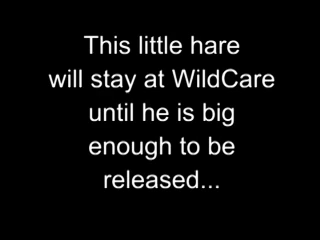 This little hare
will stay at WildCare
until he is big
enough to be
released...